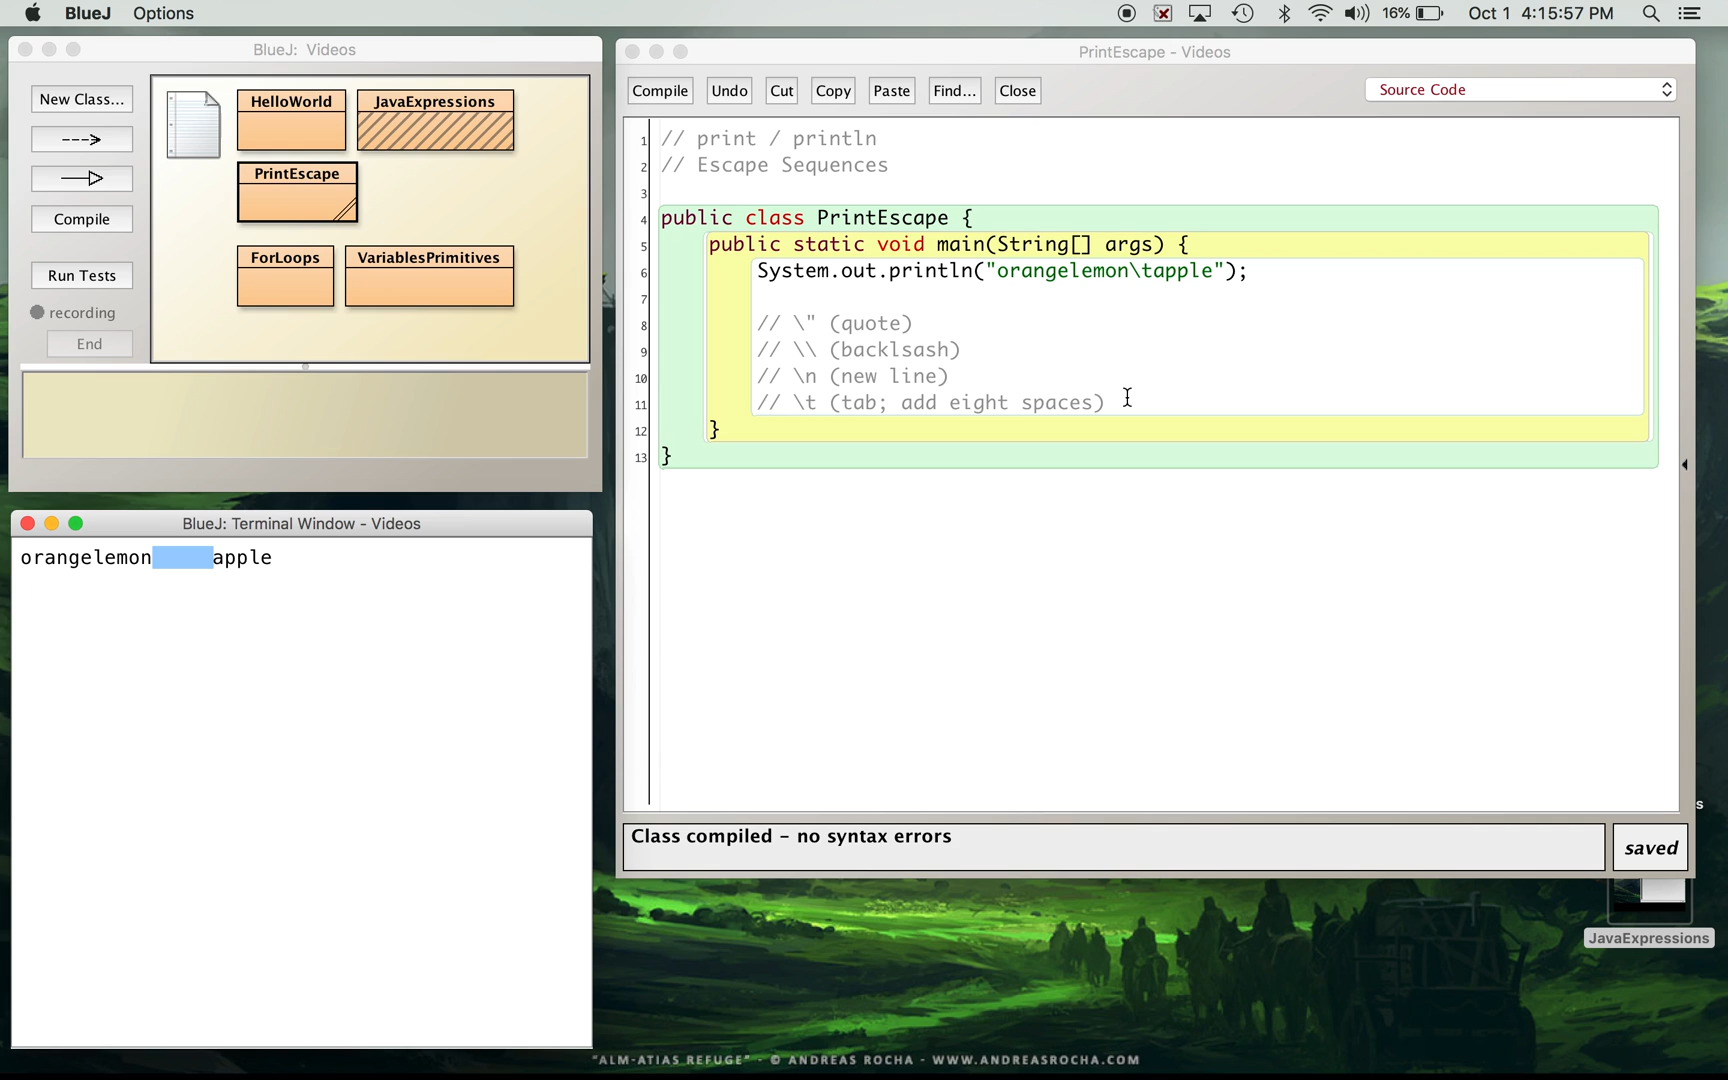 BlueJ Options 16% Oct 1 4:15:57 PM
BlueJ: Videos
New Class...
Compile
Run Tests
recording
End
HelloWorld
JavaExpressions
PrintEscape
ForLoops
VariablesPrimitives
BlueJ: Terminal Window - Videos
orangelemon apple
PrintEscape - Videos
Compile Undo Cut Copy Paste Find... Close Source Code
1 // print / println
2 // Escape Sequences
3
4 public class PrintEscape {
5 public static void main(String[] args) {
6 System.out.println("orangelemon\tapple");
7
8 // \" (quote)
9 // \\ (backlsash)
10 // \n (new line)
11 // \t (tab; add eight spaces)
12 }
13 }
Class compiled - no syntax errors
saved
s
JavaExpressions
"ALM-ATIAS REFUGE" - © ANDREAS ROCHA - WWW.ANDREASROCHA.COM